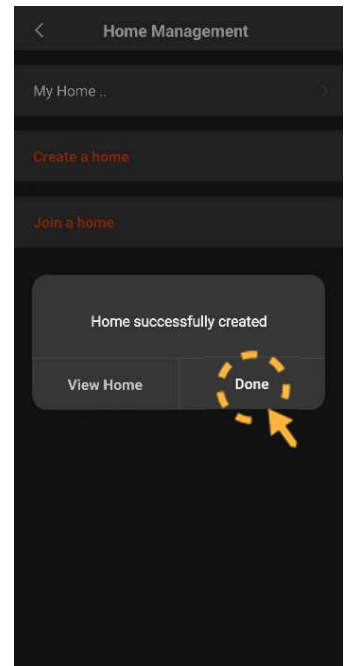 Home Management
My Home ..
Create a home
Join a home
Home successfully created
View Home
Done